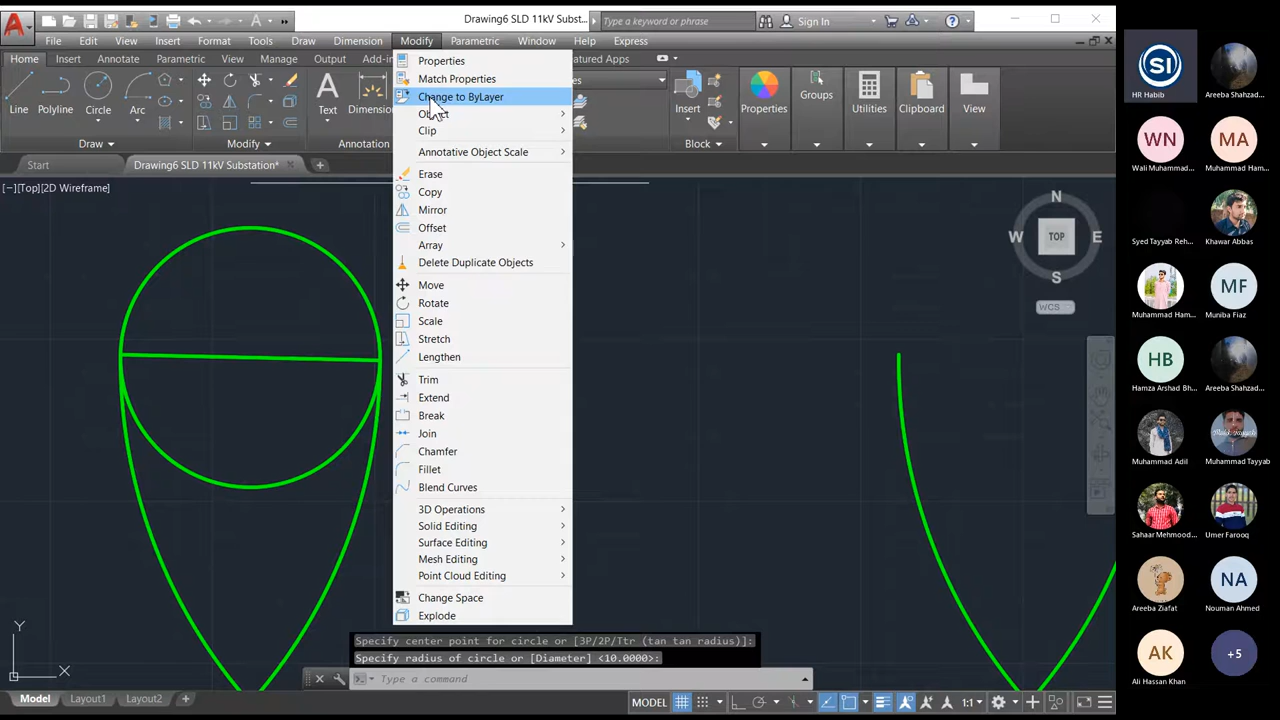 Drawing6 SLD 11kV Subst...
Type a keyword or phrase
Sign In
File Edit View Insert Format Tools Draw Dimension Modify Parametric Window Help Express
Home Insert Annotate Parametric View Manage Output Add-in
tured Apps
Line Polyline Circle Arc
Text Dimens
Insert
Properties
Groups
Utilities
Clipboard
View
Draw
Modify
Annotation
Block
Start
Drawing6 SLD 11kV Substation*
[−][Top][2D Wireframe]
Properties
Match Properties
Change to ByLayer
Object
Clip
Annotative Object Scale
Erase
Copy
Mirror
Offset
Array
Delete Duplicate Objects
Move
Rotate
Scale
Stretch
Lengthen
Trim
Extend
Break
Join
Chamfer
Fillet
Blend Curves
3D Operations
Solid Editing
Surface Editing
Mesh Editing
Point Cloud Editing
Change Space
Explode
N
W TOP E
S
WCS
Y
X
Specify center point for circle or [3P/2P/Ttr (tan tan radius)]:
Specify radius of circle or [Diameter] <10.0000>:
Type a command
Model Layout1 Layout2
MODEL
1:1
SI
HR Habib
Areeba Shahzad...
WN
Wali Muhammad...
MA
Muhammad Ham...
Syed Tayyab Reh...
Khawar Abbas
Muhammad Ham...
MF
Muniba Fiaz
HB
Hamza Arshad Bh...
Areeba Shahzad...
Muhammad Adil
Muhammad Tayyab
Sahaar Mehmood...
Umer Farooq
Areeba Ziafat
NA
Nouman Ahmed
AK
Ali Hassan Khan
+5